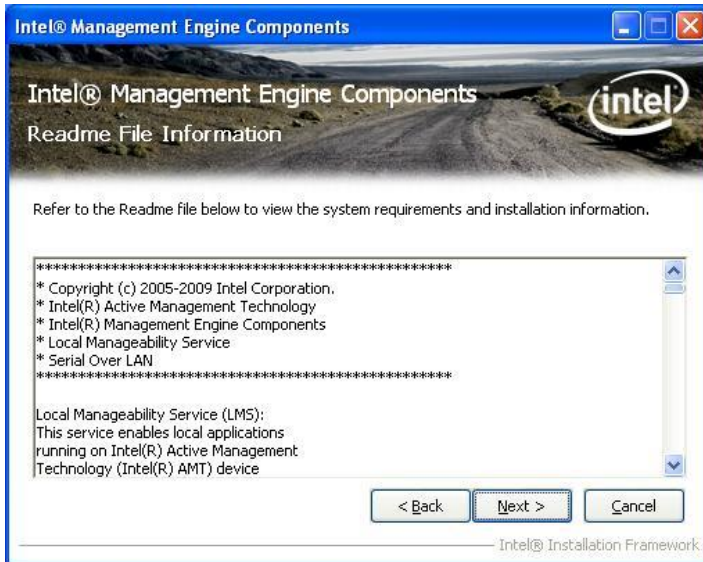 Intel® Management Engine Components
Intel® Management Engine Components
Readme File Information
intel
Refer to the Readme file below to view the system requirements and installation information.
***************************************************
* Copyright (c) 2005-2009 Intel Corporation.
* Intel(R) Active Management Technology
* Intel(R) Management Engine Components
* Local Manageability Service
* Serial Over LAN
***************************************************
Local Manageability Service (LMS):
This service enables local applications
running on Intel(R) Active Management
Technology (Intel(R) AMT) device
< Back Next > Cancel
Intel® Installation Framework